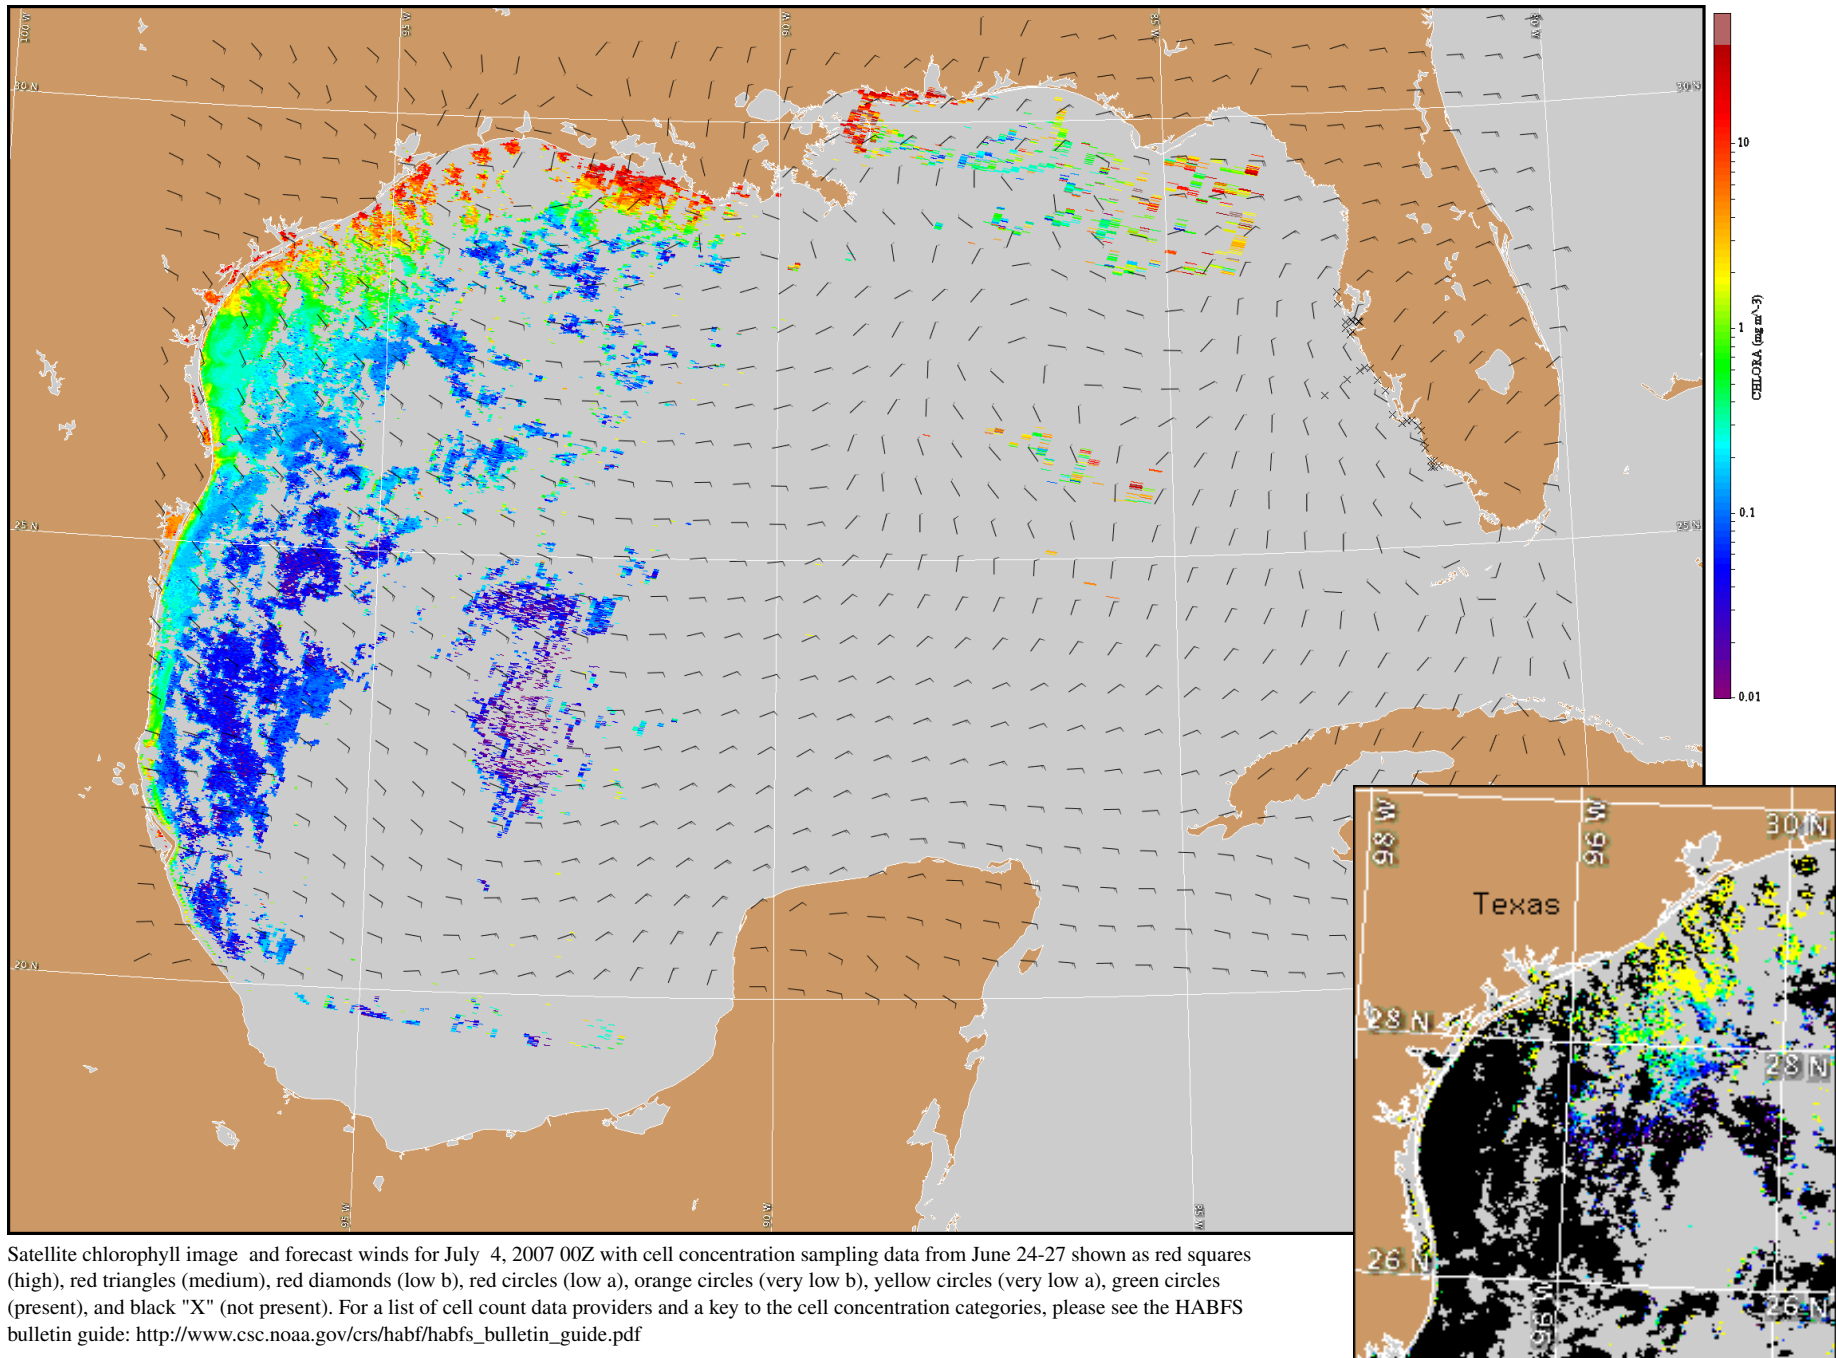 100 W
95 W
90 W
85 W
80 W
30 N
30 N
10
1
CHLORA (mg m^-3)
25 N
25 N
0.1
0.01
98 W
96 W
30 N
Texas
20 N
28 N
28 N
95 W
90 W
85 W
26 N
26 N
96
Satellite chlorophyll image and forecast winds for July 4, 2007 00Z with cell concentration sampling data from June 24-27 shown as red squares
(high), red triangles (medium), red diamonds (low b), red circles (low a), orange circles (very low b), yellow circles (very low a), green circles
(present), and black "X" (not present). For a list of cell count data providers and a key to the cell concentration categories, please see the HABFS
bulletin guide: http://www.csc.noaa.gov/crs/habf/habfs_bulletin_guide.pdf